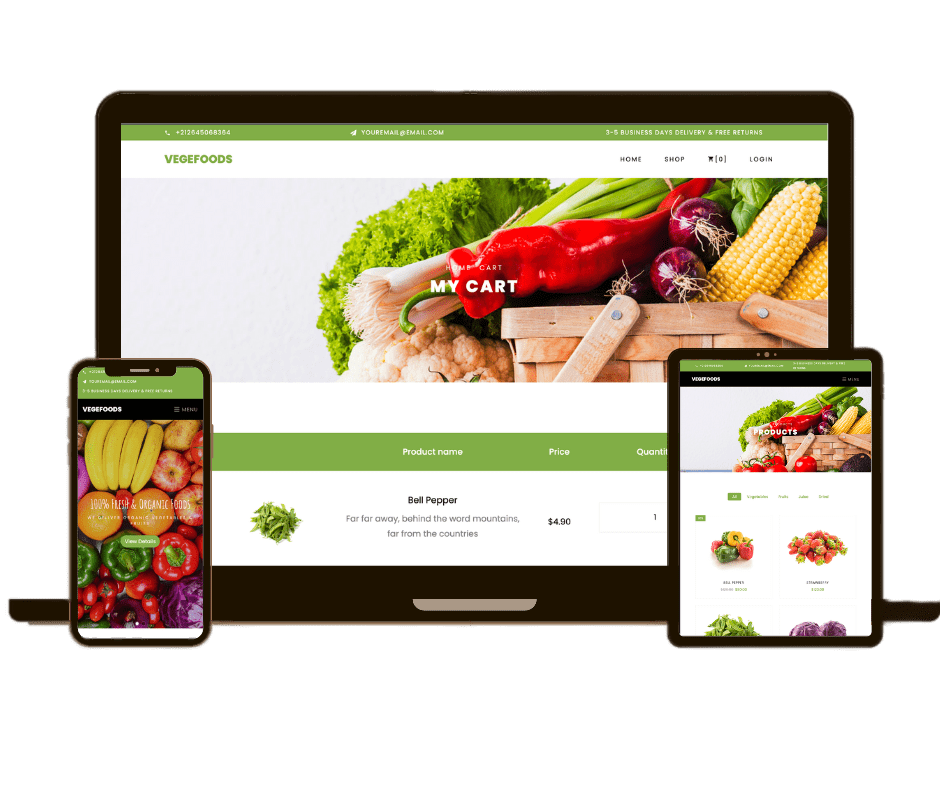 +212645068364
YOUREMAIL@EMAIL.COM
3-5 BUSINESS DAYS DELIVERY & FREE RETURNS
VEGEFOODS
HOME
SHOP
[0]
LOGIN
HOME CART
MY CART
Product name
Price
Quantit
Bell Pepper
Far far away, behind the word mountains,
far from the countries
$4.90
1
YOUREMAIL@EMAIL.COM
3-5 BUSINESS DAYS DELIVERY & FREE RETURNS
VEGEFOODS
MENU
100% Fresh & Organic Foods
WE DELIVER ORGANIC VEGETABLES &
FRUITS
View Details
VEGEFOODS
MENU
PRODUCTS
All
Vegetables
Fruits
Juice
Dried
BELL PEPPER
STRAWBERRY